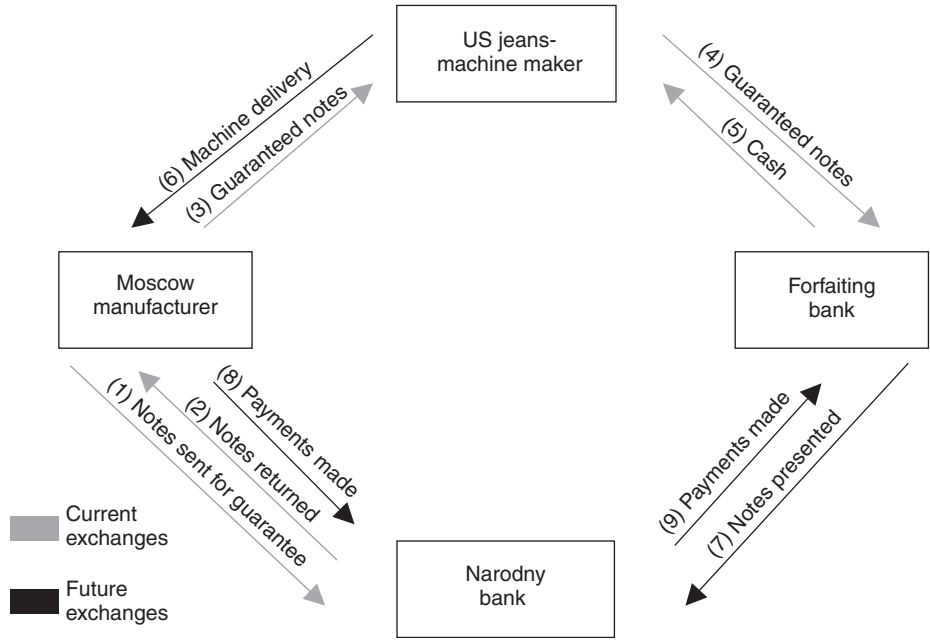 US jeans-
machine maker
(6) Machine delivery
(3) Guaranteed notes
(4) Guaranteed notes
(5) Cash
Moscow
manufacturer
Forfaiting
bank
(1) Notes sent for guarantee
(2) Notes returned
(8) Payments made
(9) Payments made
(7) Notes presented
Current
exchanges
Future
exchanges
Narodny
bank